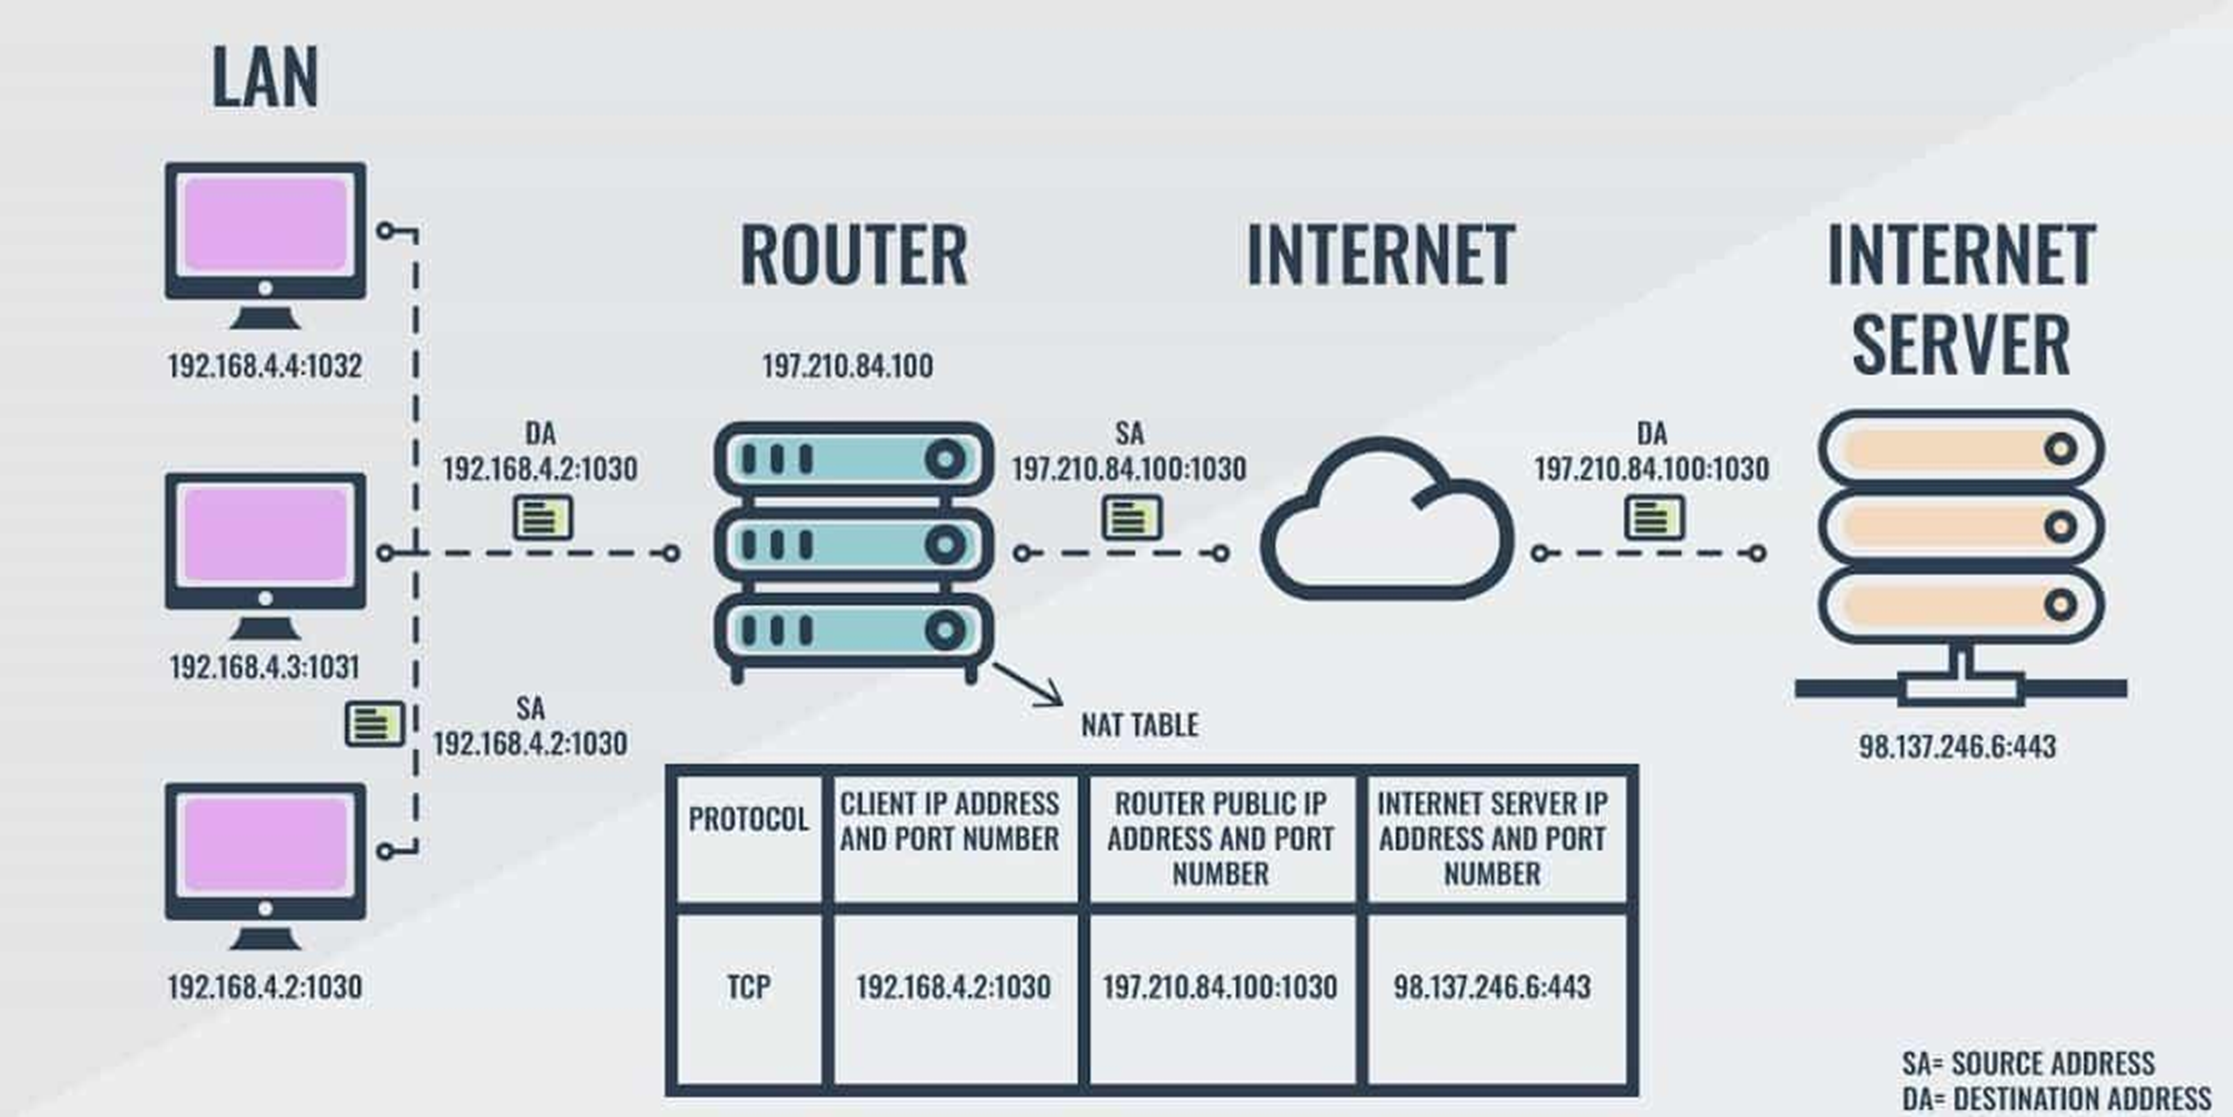 LAN
192.168.4.4:1032
192.168.4.3:1031
SA
192.168.4.2:1030
192.168.4.2:1030
DA
192.168.4.2:1030
ROUTER
197.210.84.100
SA
197.210.84.100:1030
INTERNET
DA
197.210.84.100:1030
INTERNET
SERVER
98.137.246.6:443
NAT TABLE
PROTOCOL
CLIENT IP ADDRESS
AND PORT NUMBER
ROUTER PUBLIC IP
ADDRESS AND PORT
NUMBER
INTERNET SERVER IP
ADDRESS AND PORT
NUMBER
TCP
192.168.4.2:1030
197.210.84.100:1030
98.137.246.6:443
SA= SOURCE ADDRESS
DA= DESTINATION ADDRESS